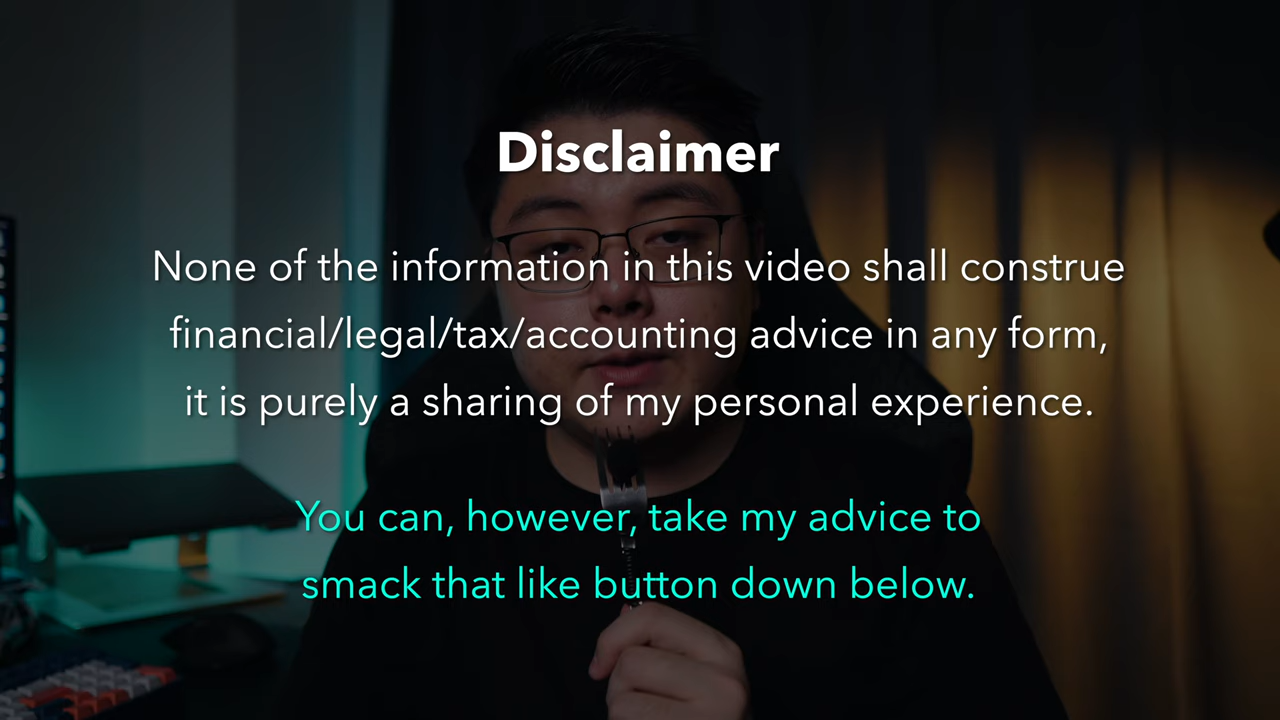 Disclaimer
None of the information in this video shall construe
financial/legal/tax/accounting advice in any form,
it is purely a sharing of my personal experience.
You can, however, take my advice to
smack that like button down below.